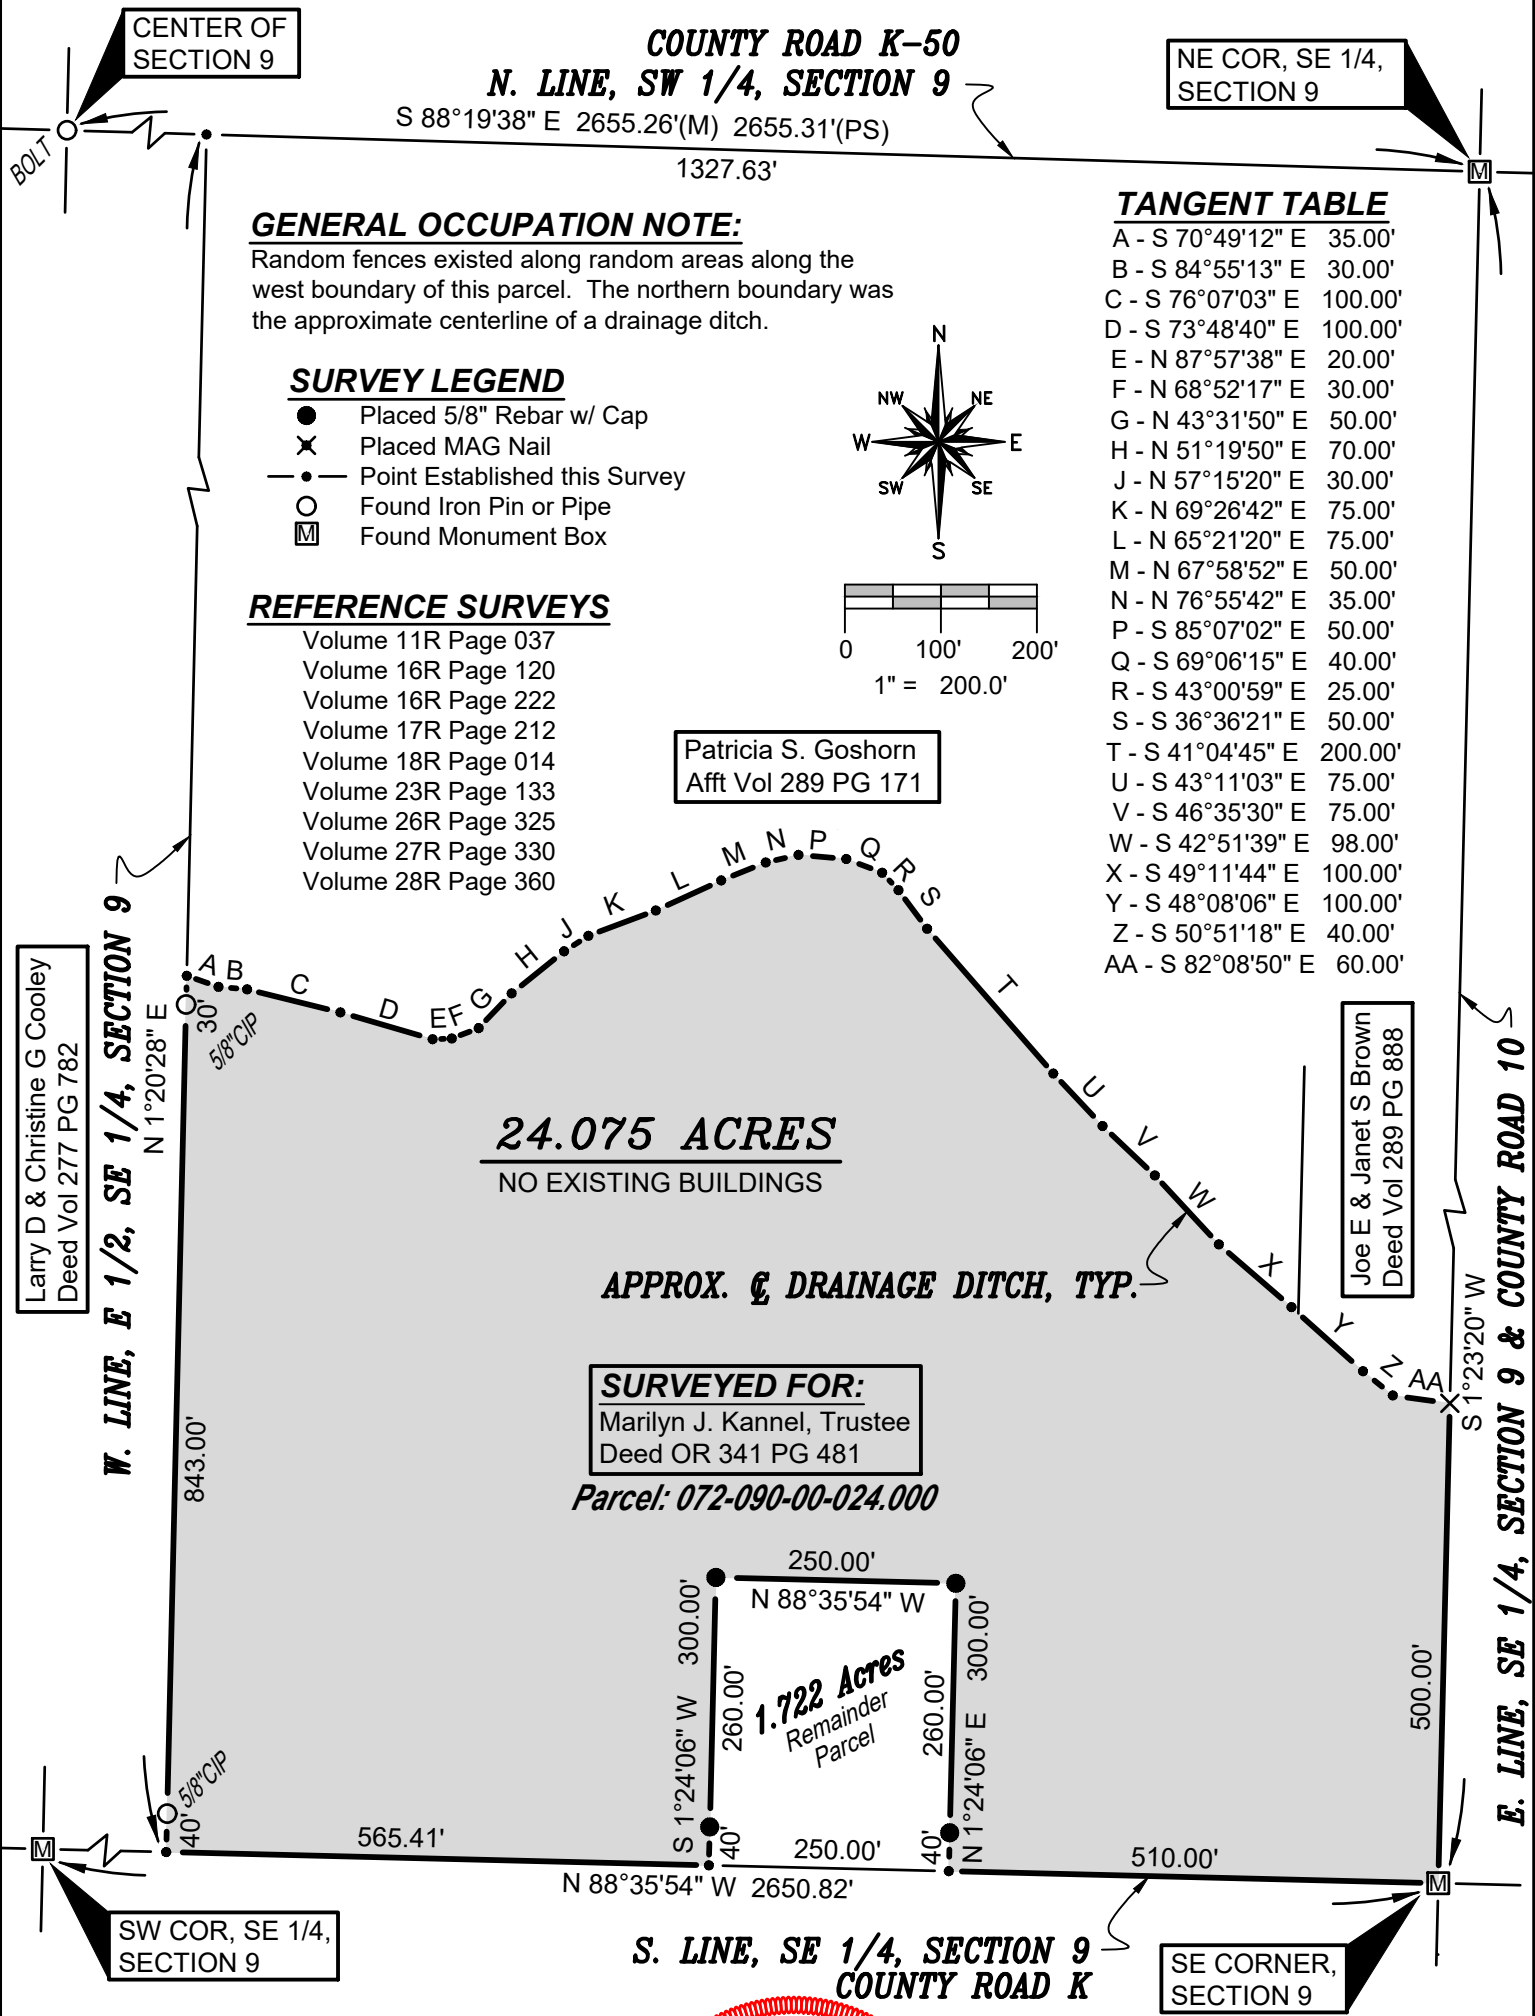 CENTER OF
SECTION 9
COUNTY ROAD K-50
N. LINE, SW 1/4, SECTION 9
NE COR, SE 1/4,
SECTION 9
S 88°19'38" E 2655.26'(M) 2655.31'(PS)
1327.63'
BOLT
M
GENERAL OCCUPATION NOTE:
Random fences existed along random areas along the
west boundary of this parcel. The northern boundary was
the approximate centerline of a drainage ditch.
TANGENT TABLE
A - S 70°49'12" E 35.00'
B - S 84°55'13" E 30.00'
C - S 76°07'03" E 100.00'
D - S 73°48'40" E 100.00'
E - N 87°57'38" E 20.00'
F - N 68°52'17" E 30.00'
G - N 43°31'50" E 50.00'
H - N 51°19'50" E 70.00'
J - N 57°15'20" E 30.00'
K - N 69°26'42" E 75.00'
L - N 65°21'20" E 75.00'
M - N 67°58'52" E 50.00'
N - N 76°55'42" E 35.00'
P - S 85°07'02" E 50.00'
Q - S 69°06'15" E 40.00'
R - S 43°00'59" E 25.00'
S - S 36°36'21" E 50.00'
T - S 41°04'45" E 200.00'
U - S 43°11'03" E 75.00'
V - S 46°35'30" E 75.00'
W - S 42°51'39" E 98.00'
X - S 49°11'44" E 100.00'
Y - S 48°08'06" E 100.00'
Z - S 50°51'18" E 40.00'
AA - S 82°08'50" E 60.00'
SURVEY LEGEND
Placed 5/8" Rebar w/ Cap
Placed MAG Nail
Point Established this Survey
Found Iron Pin or Pipe
M Found Monument Box
N
NW NE
W E
SW SE
S
0 100' 200'
1" = 200.0'
REFERENCE SURVEYS
Volume 11R Page 037
Volume 16R Page 120
Volume 16R Page 222
Volume 17R Page 212
Volume 18R Page 014
Volume 23R Page 133
Volume 26R Page 325
Volume 27R Page 330
Volume 28R Page 360
Patricia S. Goshorn
Afft Vol 289 PG 171
A B C D E F G H J K L M N P Q R S T U V W X Y Z AA
30'
5/8"CIP
Larry D & Christine G Cooley
Deed Vol 277 PG 782
W. LINE, E 1/2, SE 1/4, SECTION 9
N 1°20'28" E
843.00'
24.075 ACRES
NO EXISTING BUILDINGS
APPROX. ℄ DRAINAGE DITCH, TYP.
Joe E & Janet S Brown
Deed Vol 289 PG 888
S 1°23'20" W
E. LINE, SE 1/4, SECTION 9 & COUNTY ROAD 10
500.00'
SURVEYED FOR:
Marilyn J. Kannel, Trustee
Deed OR 341 PG 481
Parcel: 072-090-00-024.000
250.00'
N 88°35'54" W
S 1°24'06" W 300.00'
260.00'
1.722 Acres
Remainder
Parcel
260.00'
N 1°24'06" E 300.00'
5/8"CIP
40'
M
565.41'
40'
250.00'
40'
510.00'
M
N 88°35'54" W 2650.82'
SW COR, SE 1/4,
SECTION 9
S. LINE, SE 1/4, SECTION 9
COUNTY ROAD K
SE CORNER,
SECTION 9